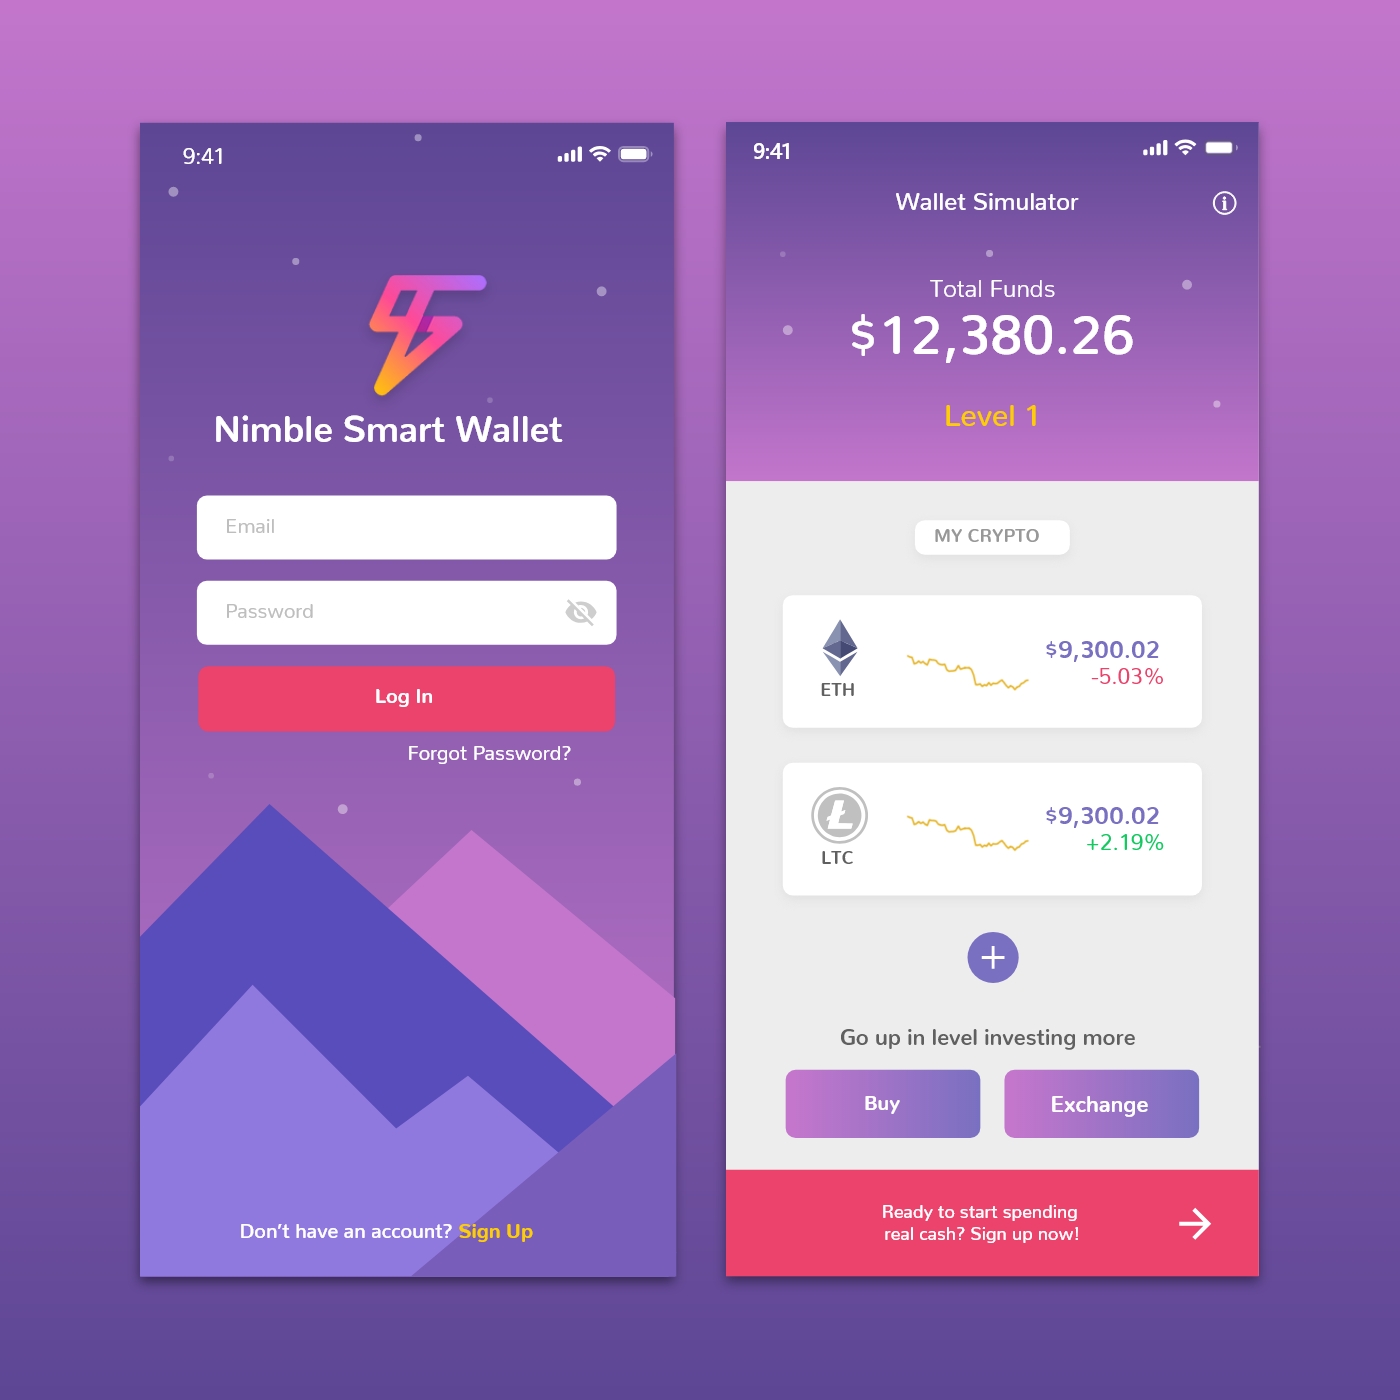 9:41
Nimble Smart Wallet
Email
Password
Log In
Forgot Password?
Don't have an account? Sign Up
9:41
Wallet Simulator
Total Funds
$12,380.26
Level 1
MY CRYPTO
ETH
$9,300.02
-5.03%
LTC
$9,300.02
+2.19%
Go up in level investing more
Buy
Exchange
Ready to start spending
real cash? Sign up now!